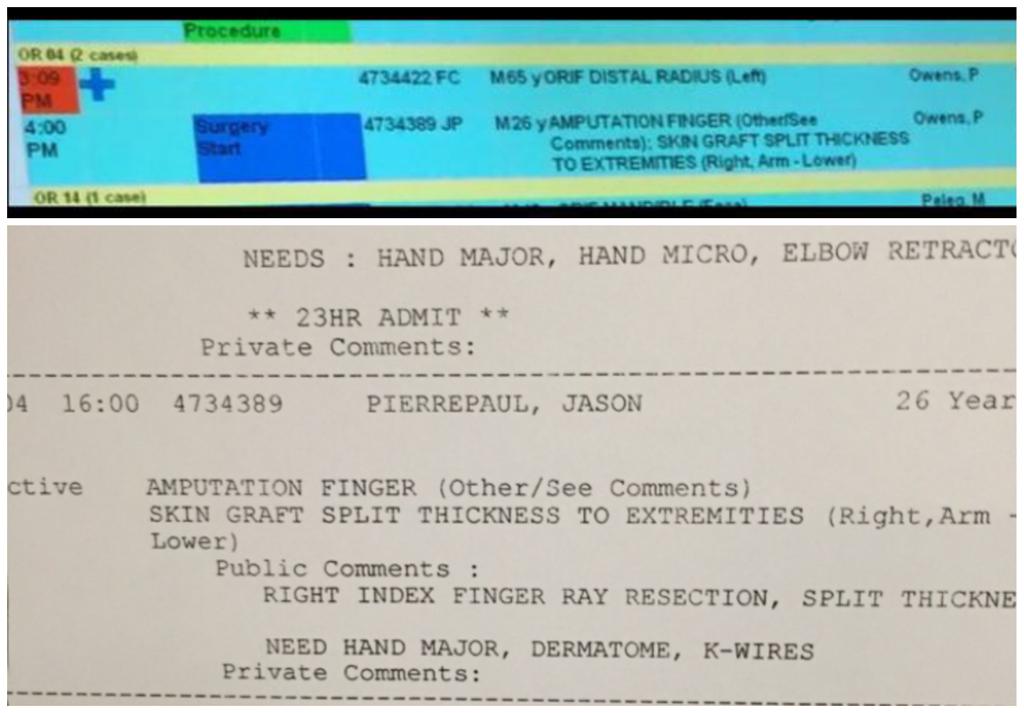 Procedure
OR 04 (2 cases)
3:09 PM 4734422 FC M65 y ORIF DISTAL RADIUS (Left) Owens, P
4:00 PM Surgery Start 4734389 JP M26 y AMPUTATION FINGER (Other/See Owens, P
Comments); SKIN GRAFT SPLIT THICKNESS
TO EXTREMITIES (Right, Arm - Lower)
OR 14 (1 case)
NEEDS : HAND MAJOR, HAND MICRO, ELBOW RETRACTO
** 23HR ADMIT **
Private Comments:
04 16:00 4734389 PIERREPAUL, JASON 26 Year
ctive AMPUTATION FINGER (Other/See Comments)
SKIN GRAFT SPLIT THICKNESS TO EXTREMITIES (Right,Arm -
Lower)
Public Comments :
RIGHT INDEX FINGER RAY RESECTION, SPLIT THICKNE
NEED HAND MAJOR, DERMATOME, K-WIRES
Private Comments: